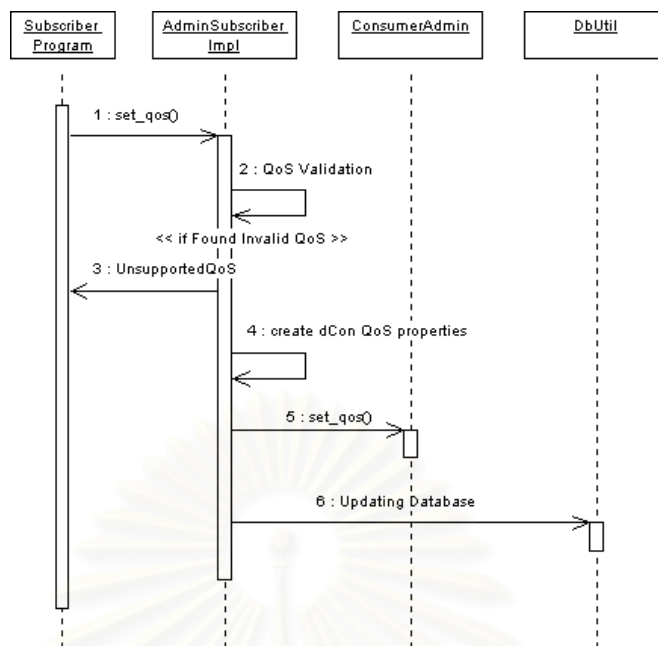 Subscriber
Program
AdminSubscriber
Impl
ConsumerAdmin
DbUtil
1 : set_qos()
2 : QoS Validation
<< if Found Invalid QoS >>
3 : UnsupportedQoS
4 : create dCon QoS properties
5 : set_qos()
6 : Updating Database